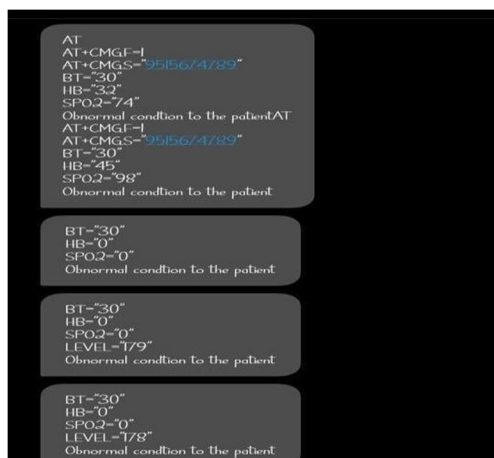 AT
AT+CMGF=1
AT+CMGS="9515674789"
BT="30"
HB="32"
SPO2="74"
Obnormal condtion to the patientAT
AT+CMGF=1
AT+CMGS="9515674789"
BT="30"
HB="45"
SPO2="98"
Obnormal condtion to the patient
BT="30"
HB="0"
SPO2="0"
Obnormal condtion to the patient
BT="30"
HB="0"
SPO2="0"
LEVEL="179"
Obnormal condtion to the patient
BT="30"
HB="0"
SPO2="0"
LEVEL="178"
Obnormal condtion to the patient